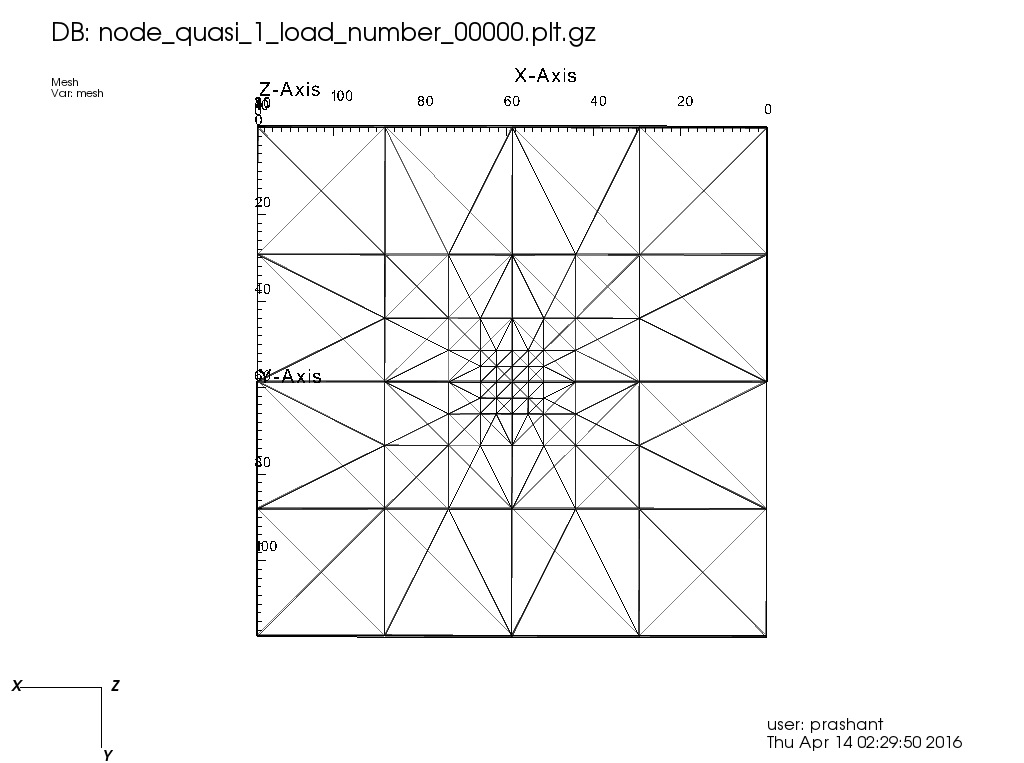 DB: node_quasi_1_load_number_00000.plt.gz
Mesh
Var: mesh
X-Axis
Z-Axis
100 80 60 40 20 0
0
20
40
Y-Axis
80
100
X Z
Y
user: prashant
Thu Apr 14 02:29:50 2016